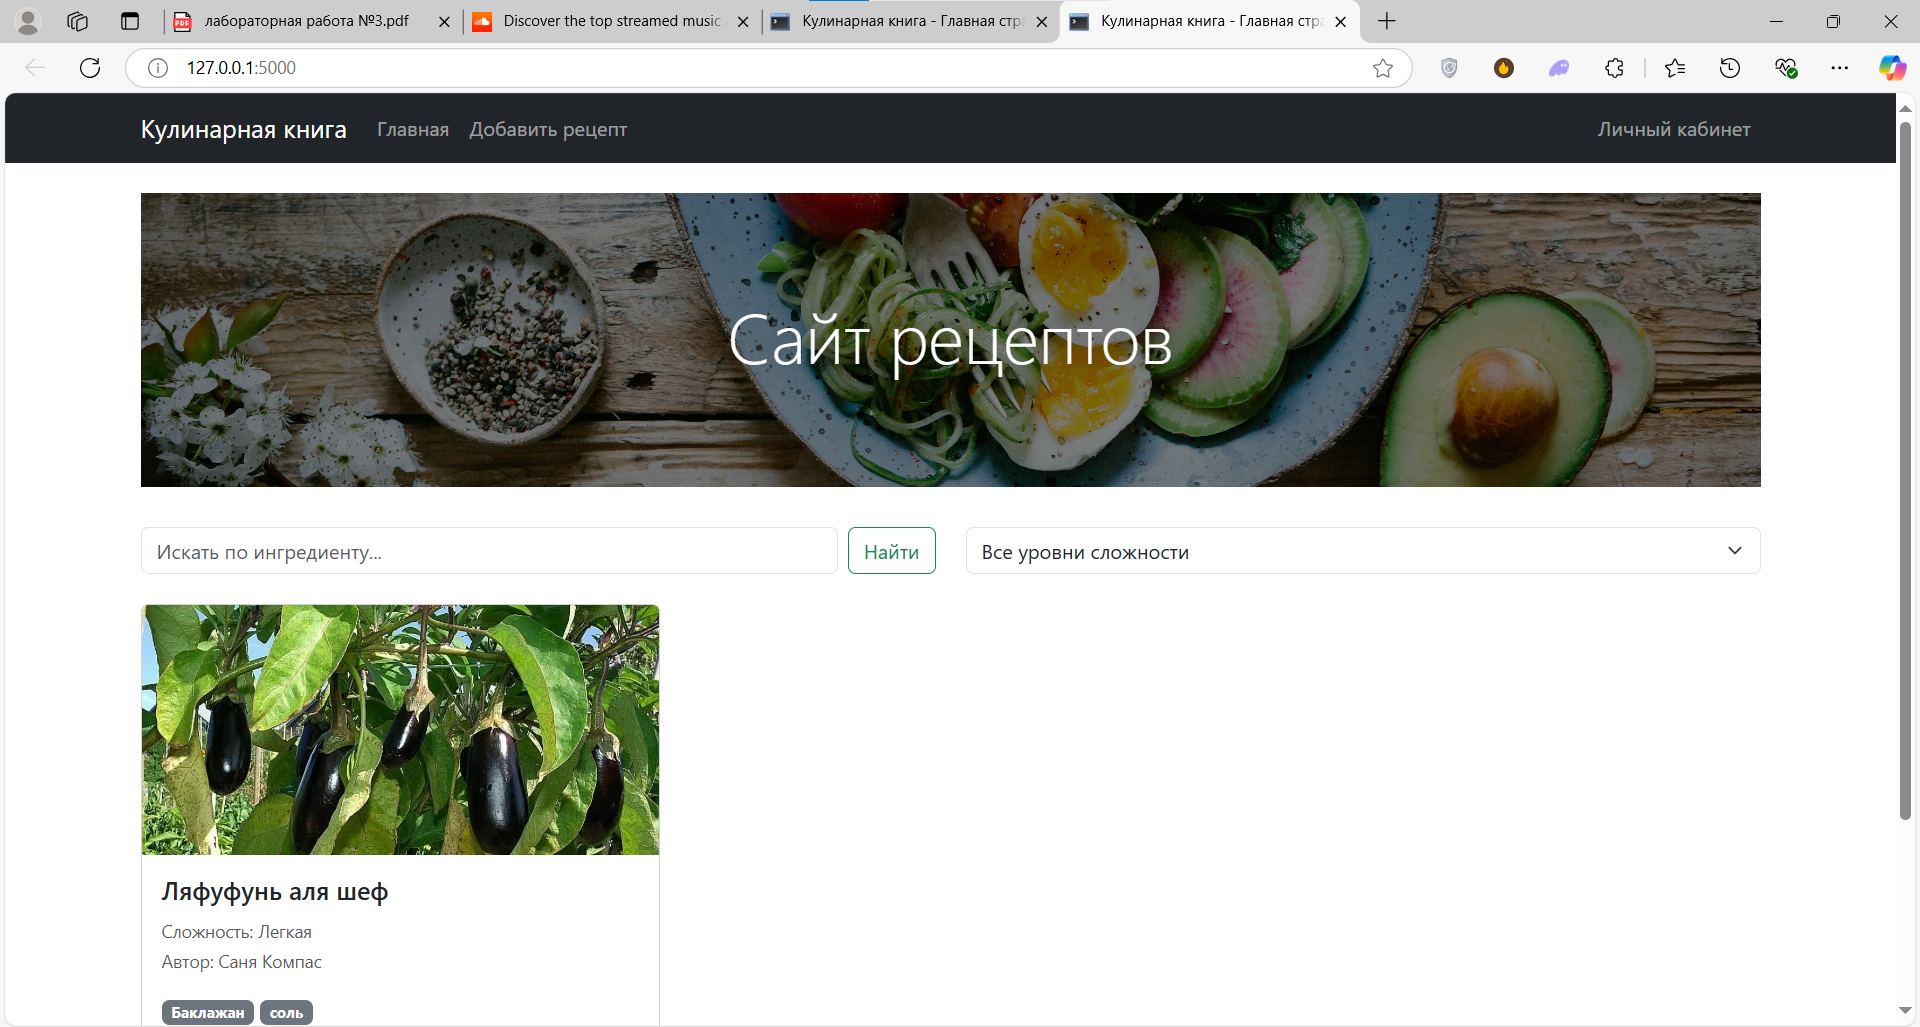 лабораторная работа №3.pdf
Discover the top streamed music
Кулинарная книга - Главная стр
Кулинарная книга - Главная стр
127.0.0.1:5000
Кулинарная книга
Главная
Добавить рецепт
Личный кабинет
Сайт рецептов
Искать по ингредиенту...
Найти
Все уровни сложности
Ляфуфунь аля шеф
Сложность: Легкая
Автор: Саня Компас
Баклажан
соль